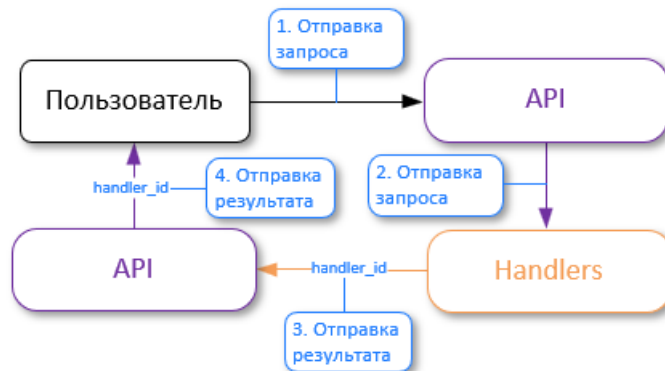 1. Отправка
запроса
Пользователь
API
handler_id
4. Отправка
результата
2. Отправка
запроса
API
handler_id
Handlers
3. Отправка
результата